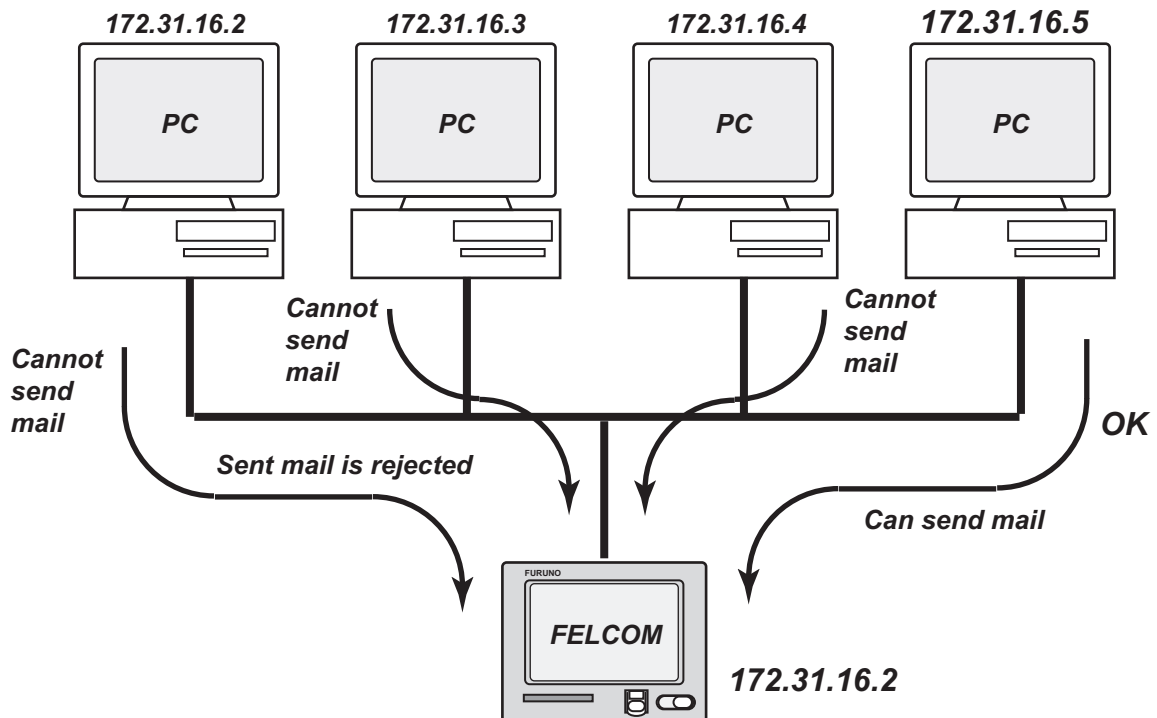 172.31.16.2
172.31.16.3
172.31.16.4
172.31.16.5
PC
PC
PC
PC
Cannot
send
mail
Cannot
send
mail
Cannot
send
mail
OK
Sent mail is rejected
Can send mail
FURUNO
FELCOM
172.31.16.2